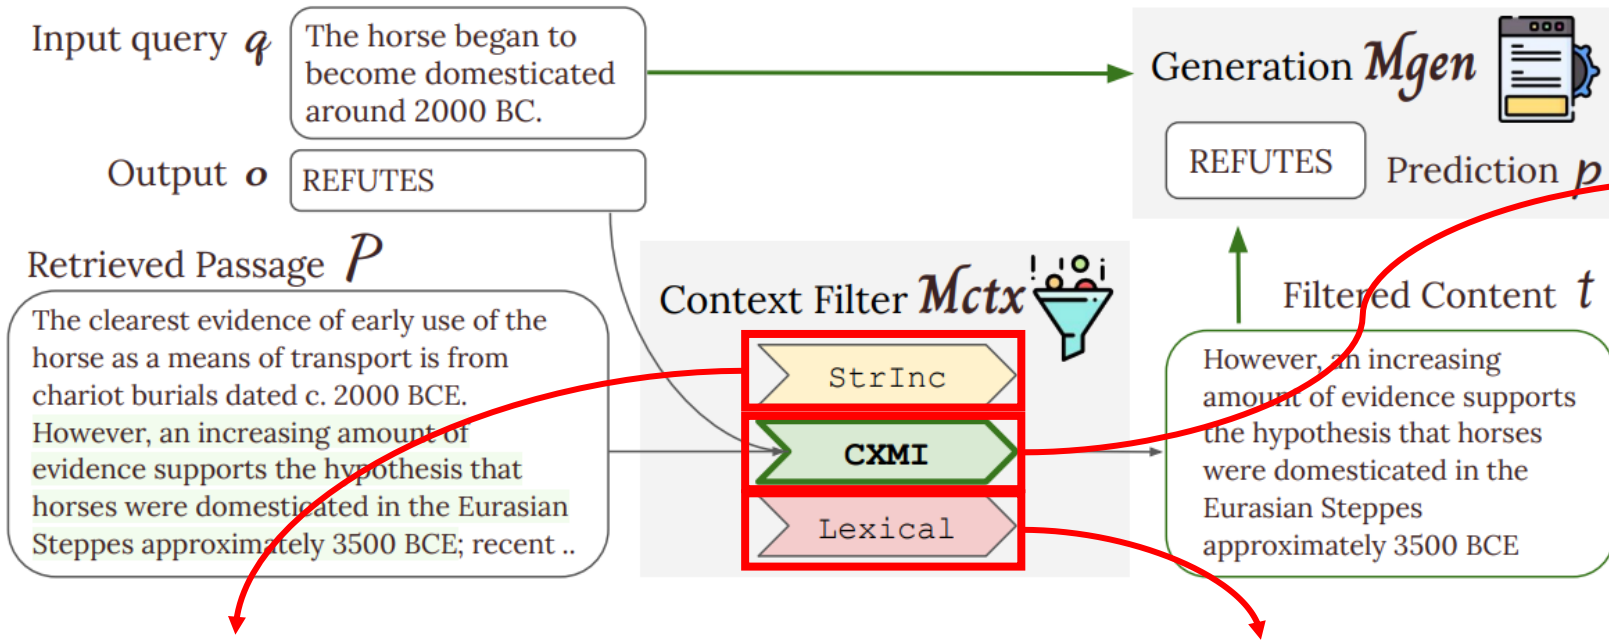 Input query q
The horse began to
become domesticated
around 2000 BC.
Output o
REFUTES
Generation Mgen
REFUTES
Prediction p
Retrieved Passage P
The clearest evidence of early use of the
horse as a means of transport is from
chariot burials dated c. 2000 BCE.
However, an increasing amount of
evidence supports the hypothesis that
horses were domesticated in the Eurasian
Steppes approximately 3500 BCE; recent ..
Context Filter Mctx
StrInc
CXMI
Lexical
Filtered Content t
However, an increasing
amount of evidence supports
the hypothesis that horses
were domesticated in the
Eurasian Steppes
approximately 3500 BCE